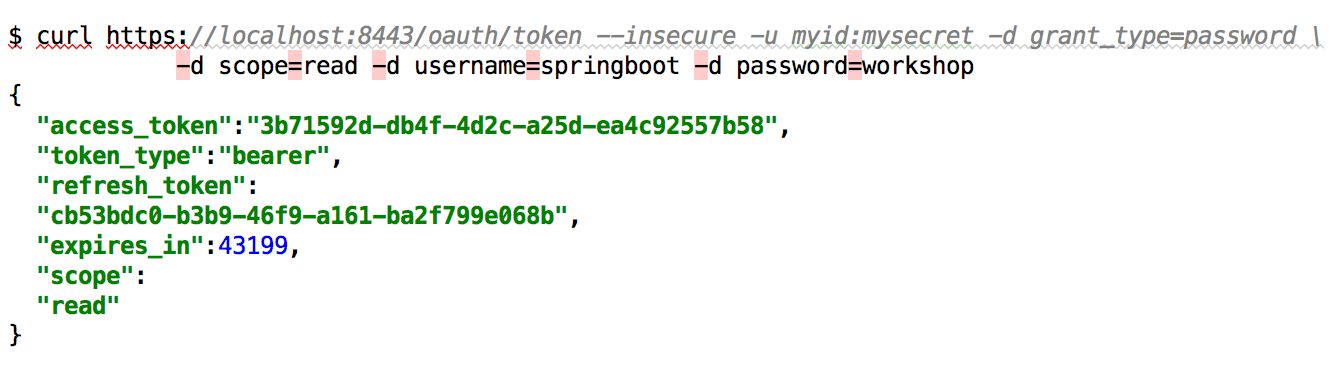 $ curl https://localhost:8443/oauth/token --insecure -u myid:mysecret -d grant_type=password \
-d scope=read -d username=springboot -d password=workshop
{
"access_token":"3b71592d-db4f-4d2c-a25d-ea4c92557b58",
"token_type":"bearer",
"refresh_token":
"cb53bdc0-b3b9-46f9-a161-ba2f799e068b",
"expires_in":43199,
"scope":
"read"
}